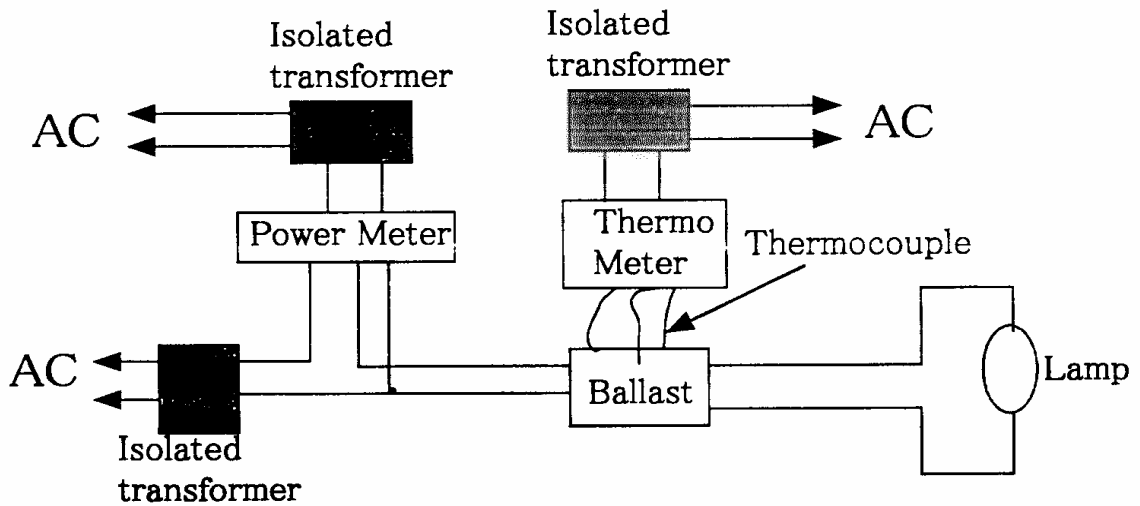 Isolated
transformer
Isolated
transformer
AC
AC
Power Meter
Thermo
Meter
Thermocouple
AC
Ballast
Lamp
Isolated
transformer